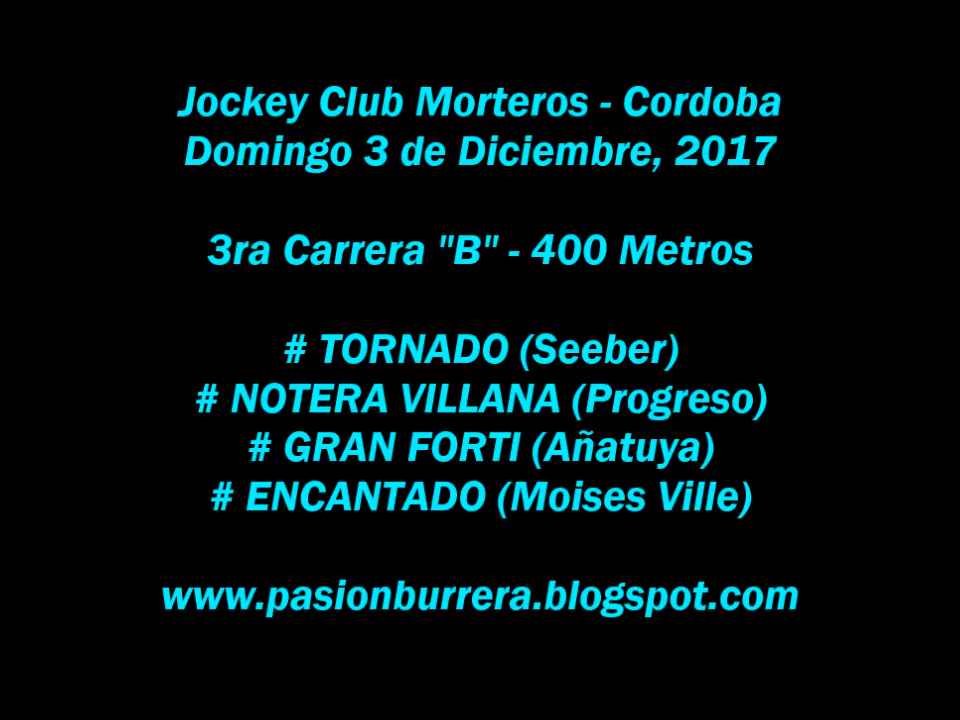 Jockey Club Morteros - Cordoba
Domingo 3 de Diciembre, 2017
3ra Carrera "B" - 400 Metros
# TORNADO (Seeber)
# NOTERA VILLANA (Progreso)
# GRAN FORTI (Añatuya)
# ENCANTADO (Moises Ville)
www.pasionburrera.blogspot.com